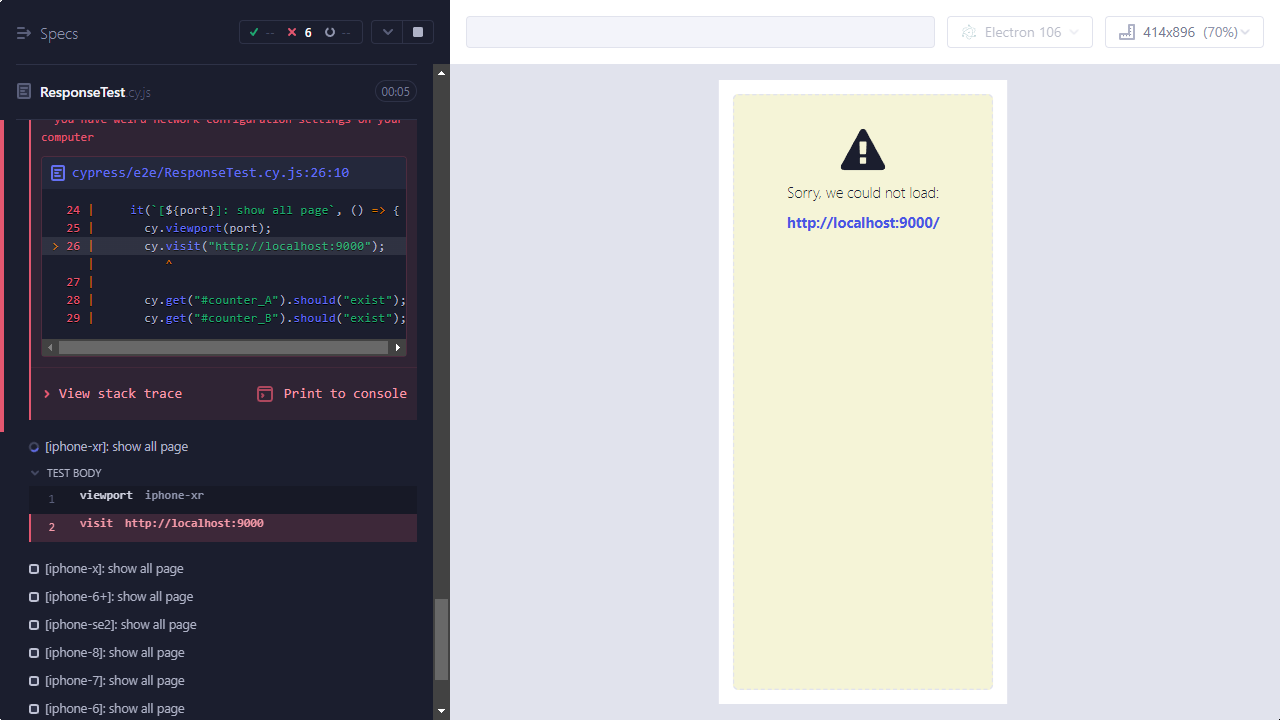 Specs
-- 6 --
Electron 106
414x896 (70%)
ResponseTest.cy.js
00:05
- you have weird network configuration settings on your
computer
cypress/e2e/ResponseTest.cy.js:26:10
24 | it(`[${port}]: show all page`, () => {
25 | cy.viewport(port);
> 26 | cy.visit("http://localhost:9000");
| ^
27 |
28 | cy.get("#counter_A").should("exist");
29 | cy.get("#counter_B").should("exist");
View stack trace
Print to console
[iphone-xr]: show all page
TEST BODY
1 viewport iphone-xr
2 visit http://localhost:9000
[iphone-x]: show all page
[iphone-6+]: show all page
[iphone-se2]: show all page
[iphone-8]: show all page
[iphone-7]: show all page
[iphone-6]: show all page
Sorry, we could not load:
http://localhost:9000/